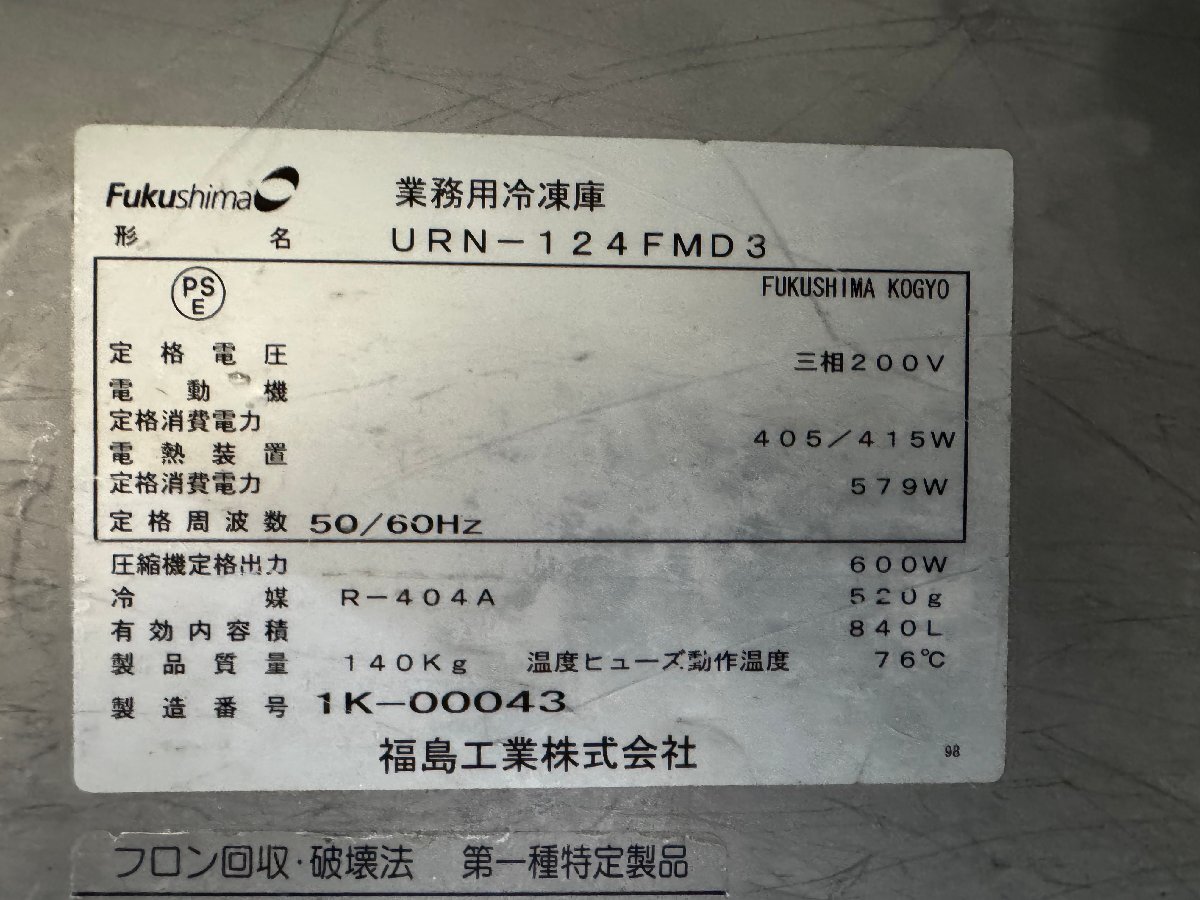 Fukushima 業務用冷凍庫
形名 URN-124FMD3
PSE FUKUSHIMA KOGYO
定格電圧 三相200V
電動機
定格消費電力 405/415W
電熱装置
定格消費電力 579W
定格周波数 50/60Hz
圧縮機定格出力 600W
冷媒 R-404A 520g
有効内容積 840L
製品質量 140Kg 温度ヒューズ動作温度 76℃
製造番号 1K-00043
福島工業株式会社 98
フロン回収・破壊法 第一種特定製品